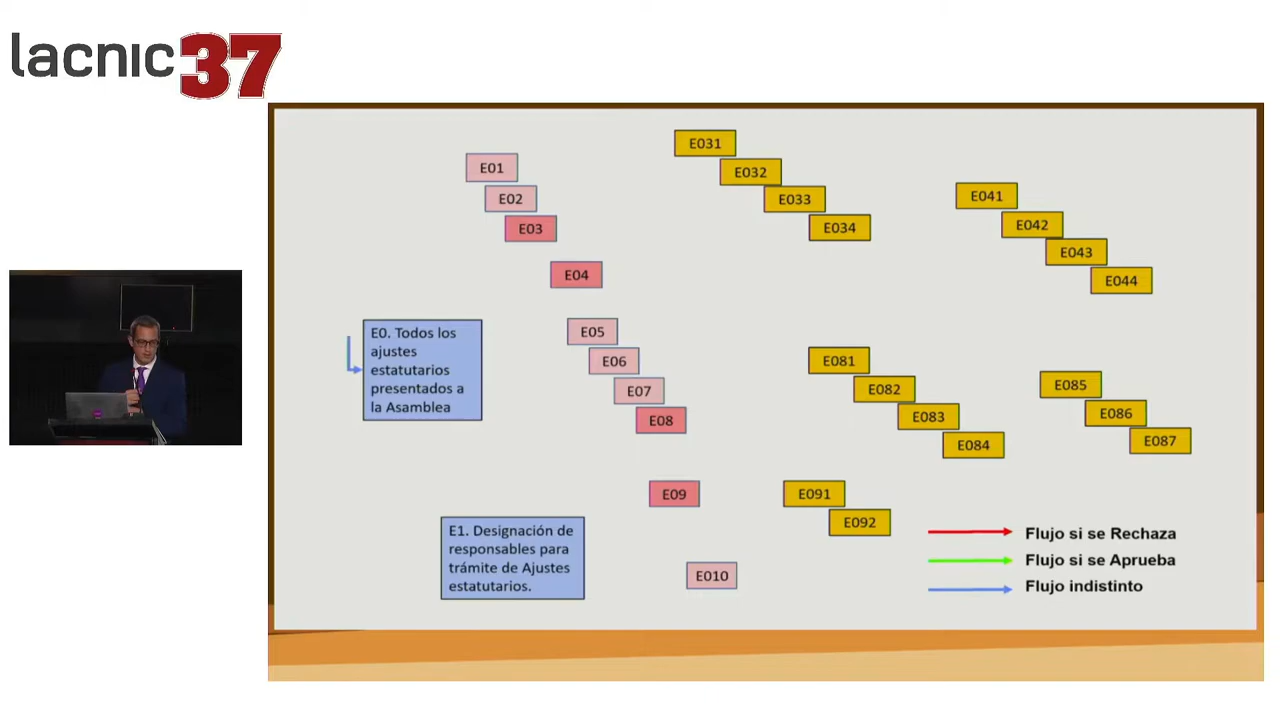 lacnic 37
E01
E02
E03
E04
E031
E032
E033
E034
E041
E042
E043
E044
E0. Todos los
ajustes
estatutarios
presentados a
la Asamblea
E05
E06
E07
E08
E081
E082
E083
E084
E085
E086
E087
E09
E091
E092
E1. Designación de
responsables para
trámite de Ajustes
estatutarios.
E010
Flujo si se Rechaza
Flujo si se Aprueba
Flujo indistinto